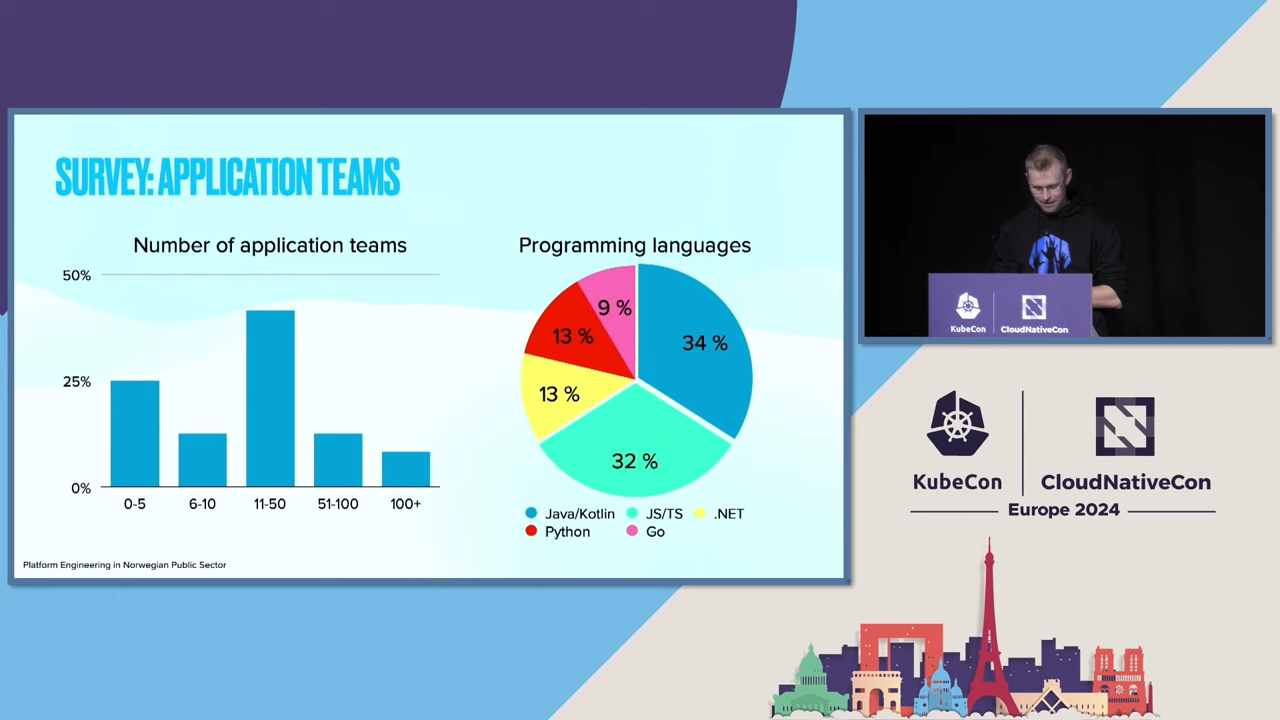 SURVEY: APPLICATION TEAMS
Number of application teams
50%
25%
0%
0-5
6-10
11-50
51-100
100+
Programming languages
9 %
34 %
13 %
13 %
32 %
Java/Kotlin
JS/TS
.NET
Python
Go
Platform Engineering in Norwegian Public Sector
KubeCon
CloudNativeCon
KubeCon
CloudNativeCon
Europe 2024